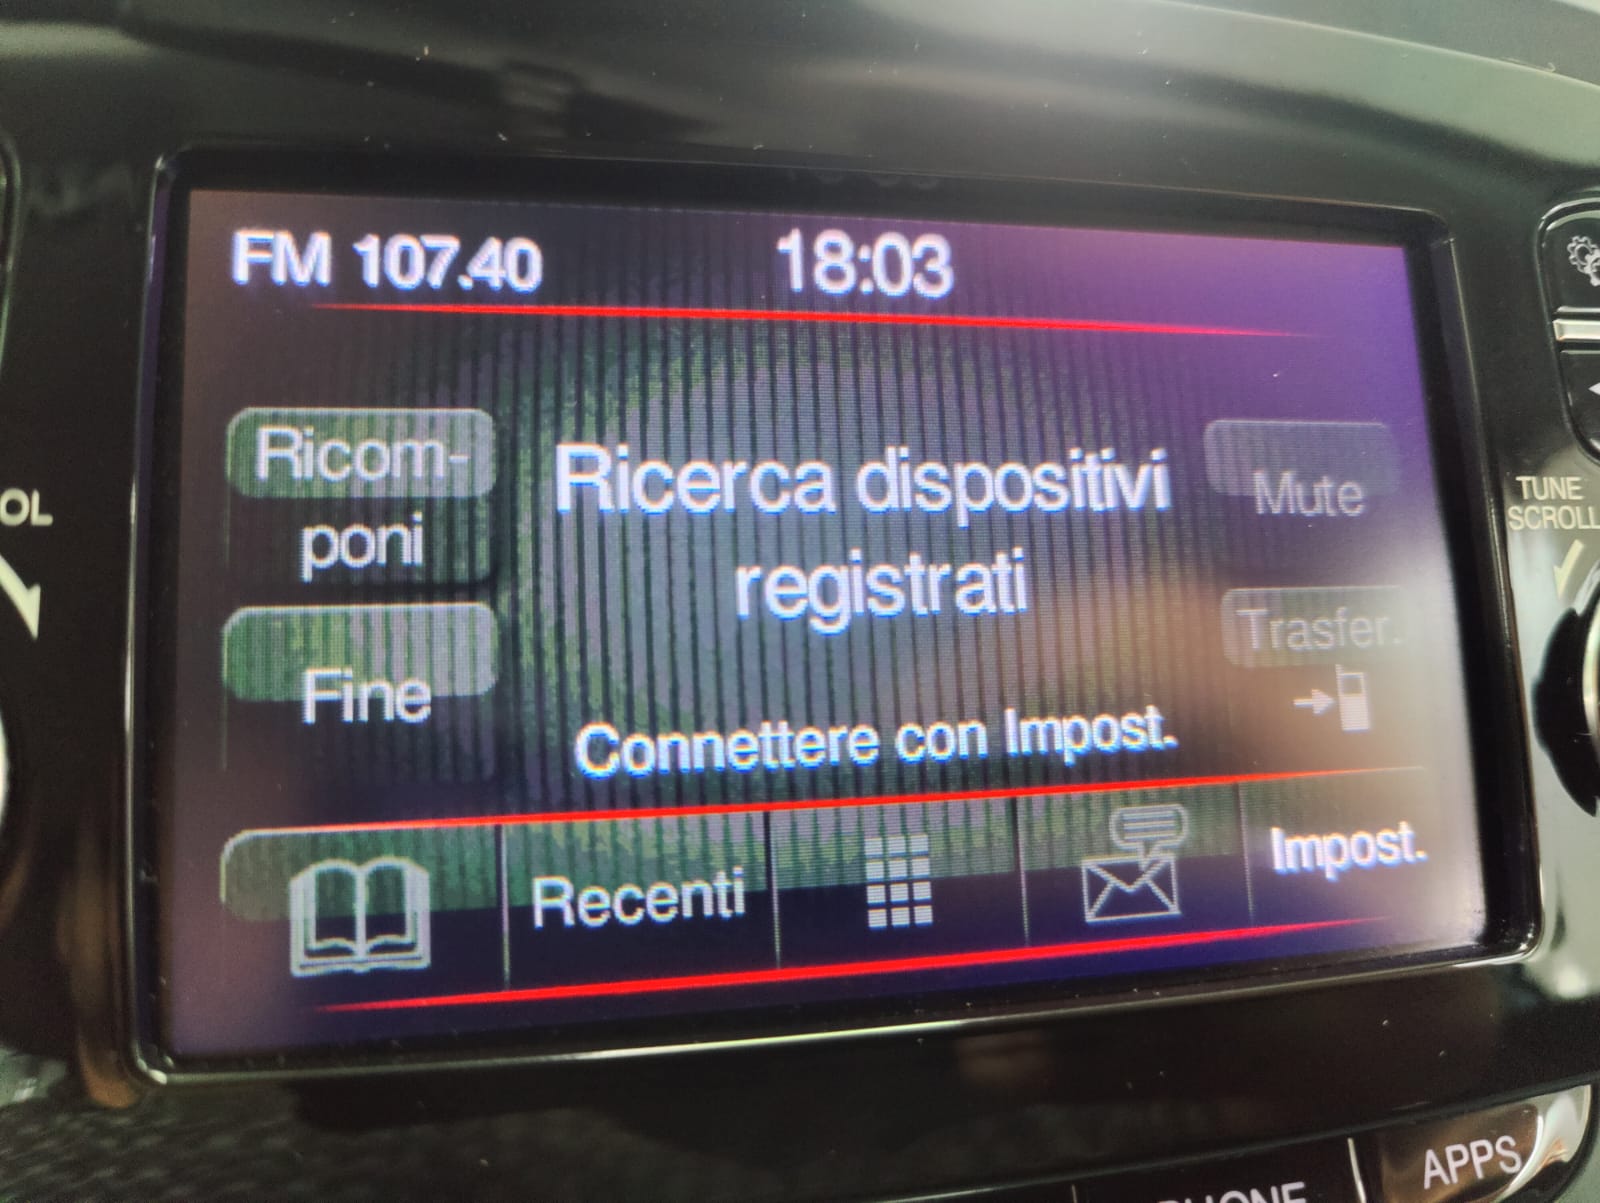 FM 107.40
18:03
Ricom-
poni
Ricerca dispositivi
registrati
Mute
Fine
Trasfer.
Connettere con Impost.
Recenti
Impost.
OL
TUNE
SCROLL
PHONE
APPS